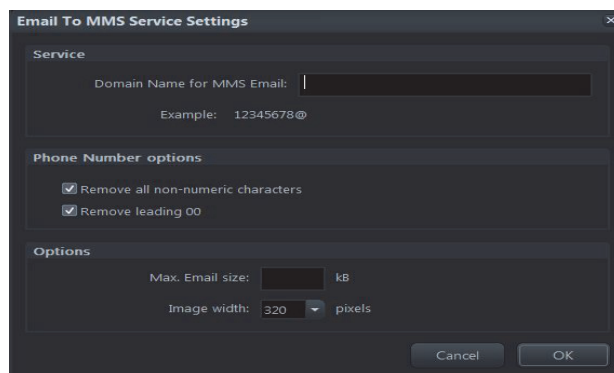 Email To MMS Service Settings
Service
Domain Name for MMS Email:
Example: 12345678@
Phone Number options
Remove all non-numeric characters
Remove leading 00
Options
Max. Email size: kB
Image width: 320 pixels
Cancel OK